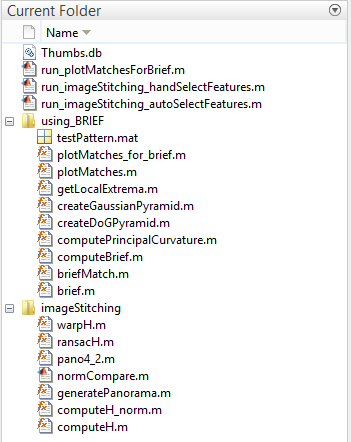 Current Folder
Name
Thumbs.db
run_plotMatchesForBrief.m
run_imageStitching_handSelectFeatures.m
run_imageStitching_autoSelectFeatures.m
using_BRIEF
testPattern.mat
plotMatches_for_brief.m
plotMatches.m
getLocalExtrema.m
createGaussianPyramid.m
createDoGPyramid.m
computePrincipalCurvature.m
computeBrief.m
briefMatch.m
brief.m
imageStitching
warpH.m
ransacH.m
pano4_2.m
normCompare.m
generatePanorama.m
computeH_norm.m
computeH.m